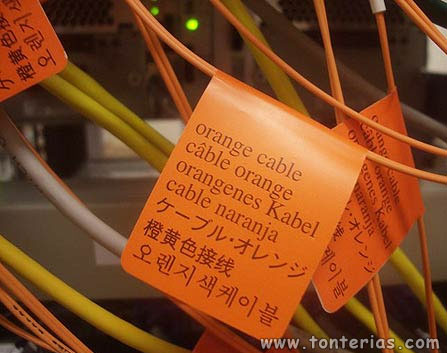 orange cable
câble orange
orangenes Kabel
cable naranja
ケーブル・オレンジ
橙黄色接线
오렌지색케이블
www.tonterias.com